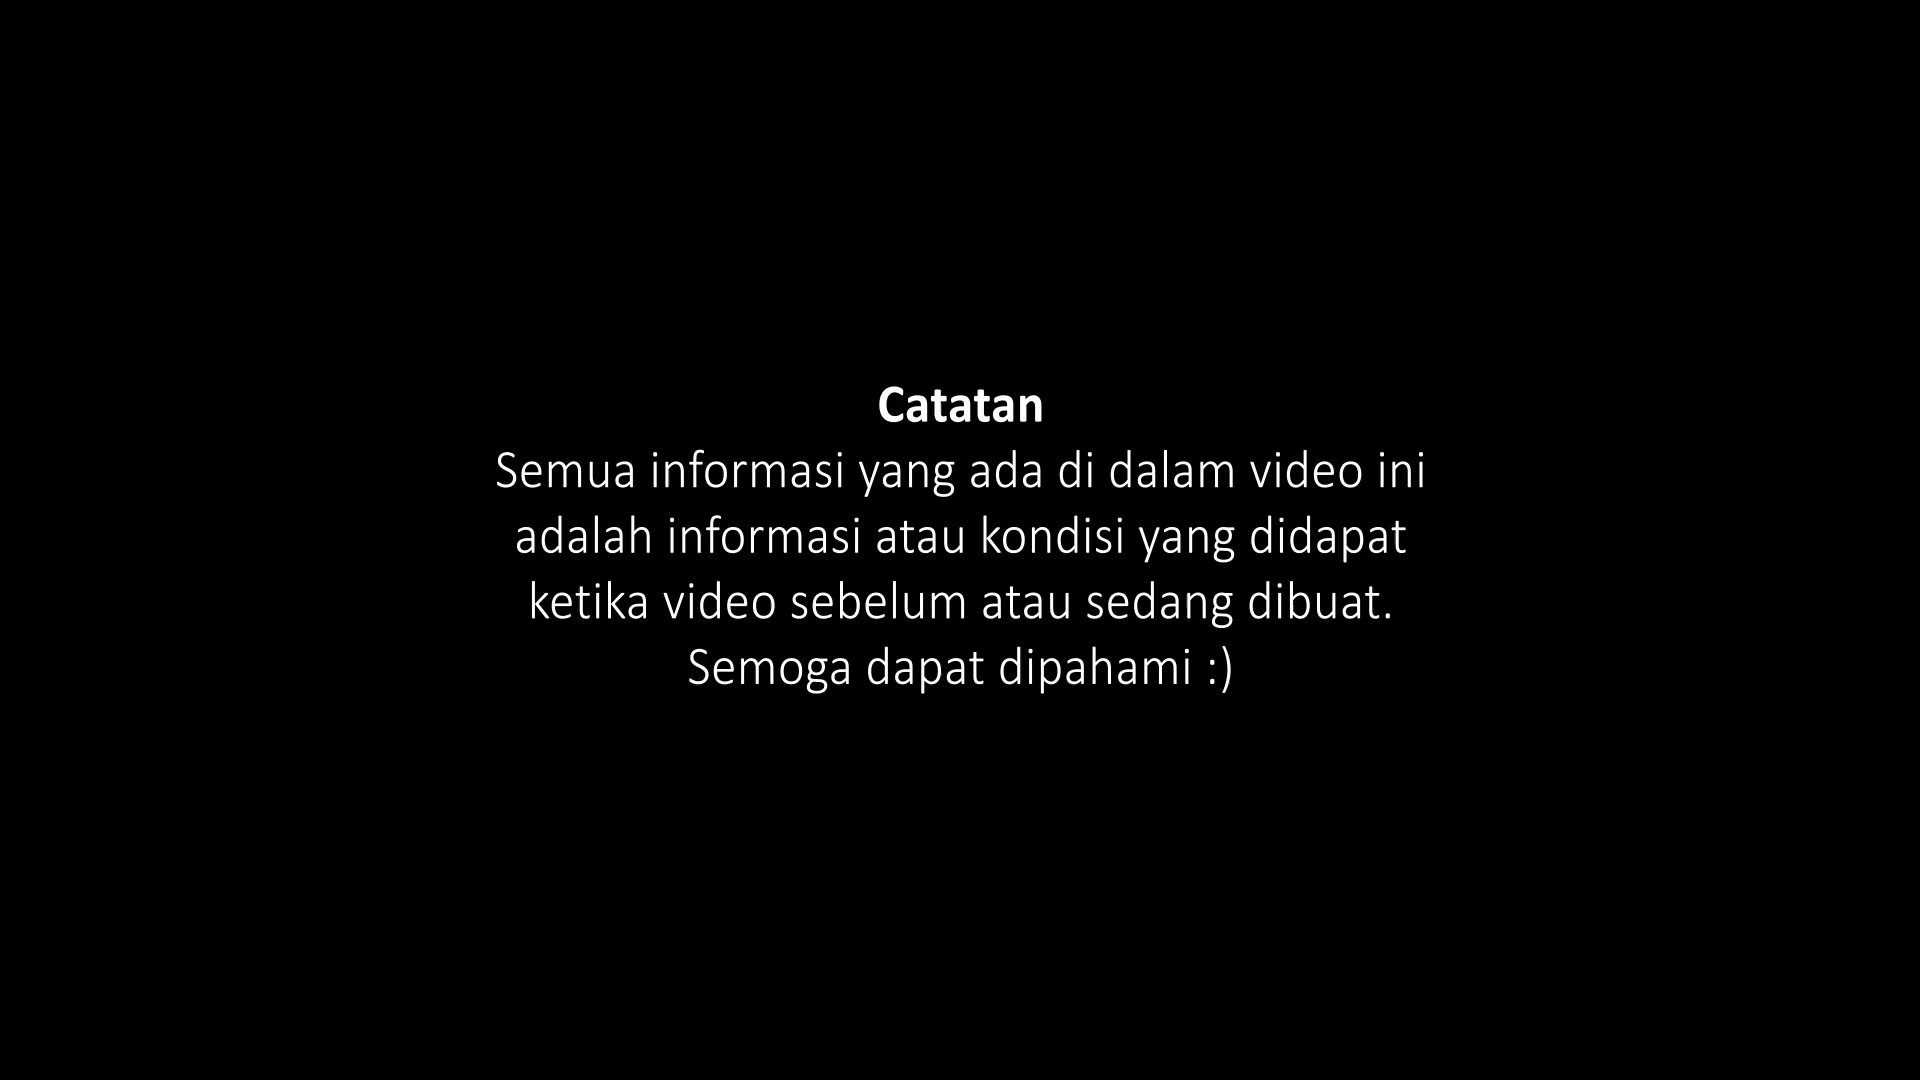 Catatan
Semua informasi yang ada di dalam video ini
adalah informasi atau kondisi yang didapat
ketika video sebelum atau sedang dibuat.
Semoga dapat dipahami :)